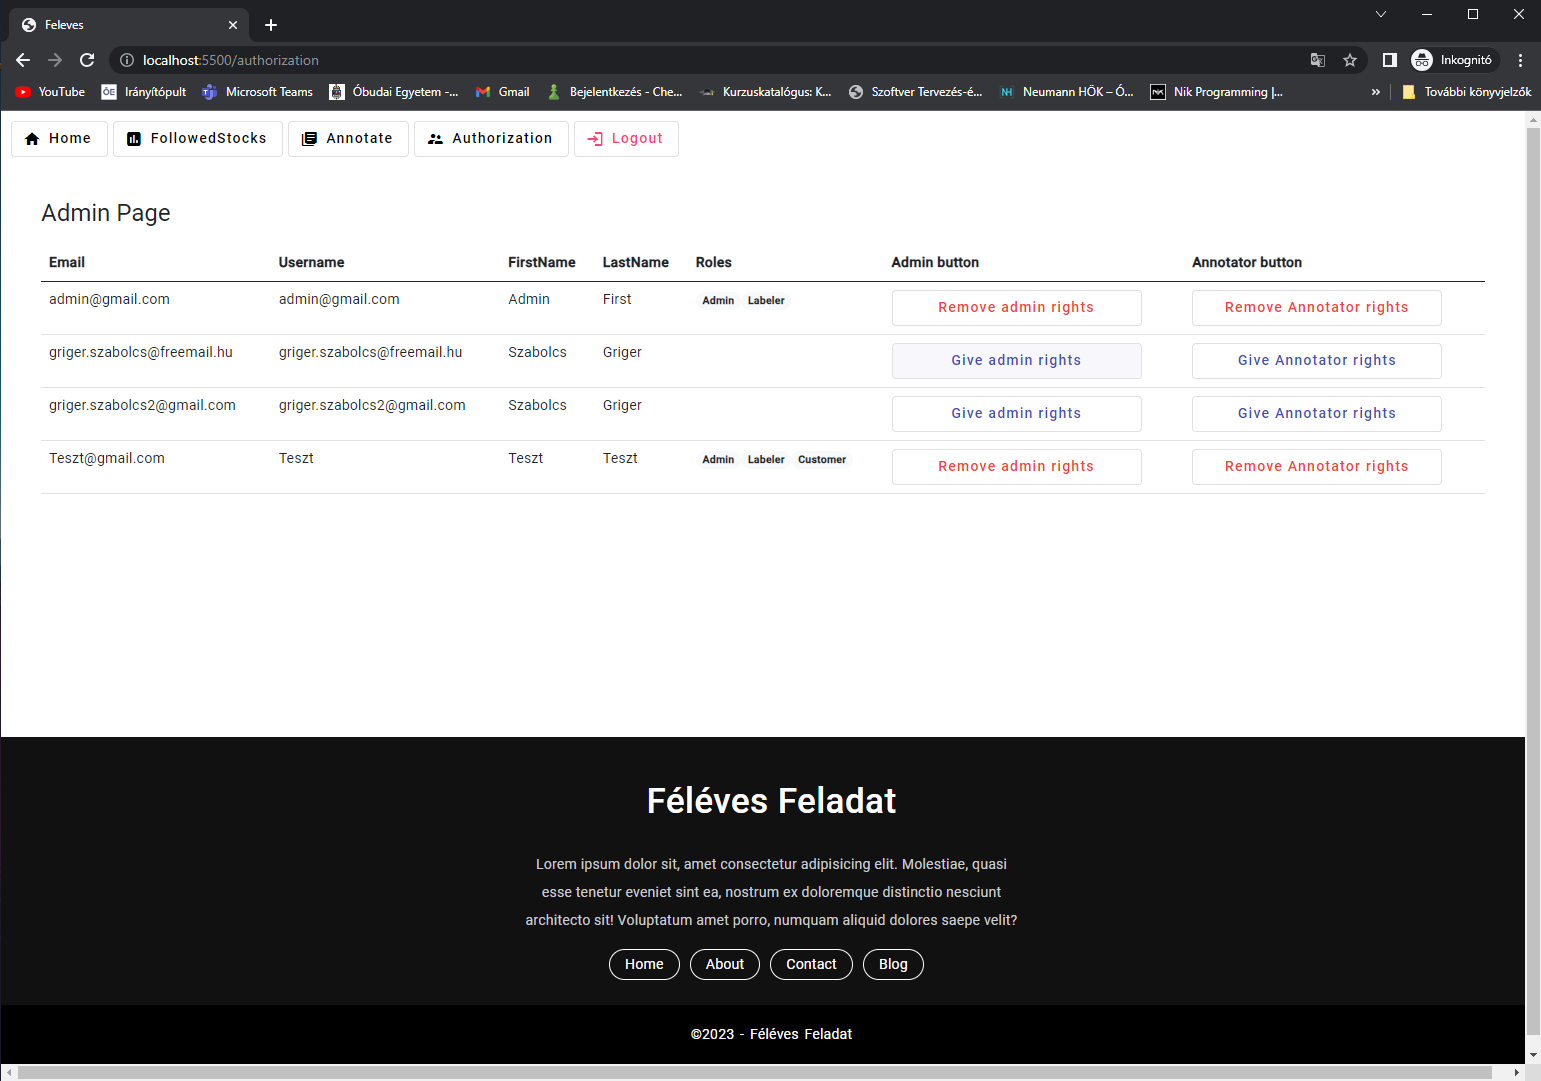 Feleves
localhost:5500/authorization
Inkognitó
YouTube
Irányítópult
Microsoft Teams
Óbudai Egyetem -...
Gmail
Bejelentkezés - Che...
Kurzuskatalógus: K...
Szoftver Tervezés-é...
NH Neumann HÖK – Ó...
Nik Programming |...
»
További könyvjelzők
Home
FollowedStocks
Annotate
Authorization
Logout
Admin Page
Email Username FirstName LastName Roles Admin button Annotator button
admin@gmail.com admin@gmail.com Admin First Admin Labeler Remove admin rights Remove Annotator rights
griger.szabolcs@freemail.hu griger.szabolcs@freemail.hu Szabolcs Griger Give admin rights Give Annotator rights
griger.szabolcs2@gmail.com griger.szabolcs2@gmail.com Szabolcs Griger Give admin rights Give Annotator rights
Teszt@gmail.com Teszt Teszt Teszt Admin Labeler Customer Remove admin rights Remove Annotator rights
Féléves Feladat
Lorem ipsum dolor sit, amet consectetur adipisicing elit. Molestiae, quasi
esse tenetur eveniet sint ea, nostrum ex doloremque distinctio nesciunt
architecto sit! Voluptatum amet porro, numquam aliquid dolores saepe velit?
Home
About
Contact
Blog
©2023 - Féléves Feladat